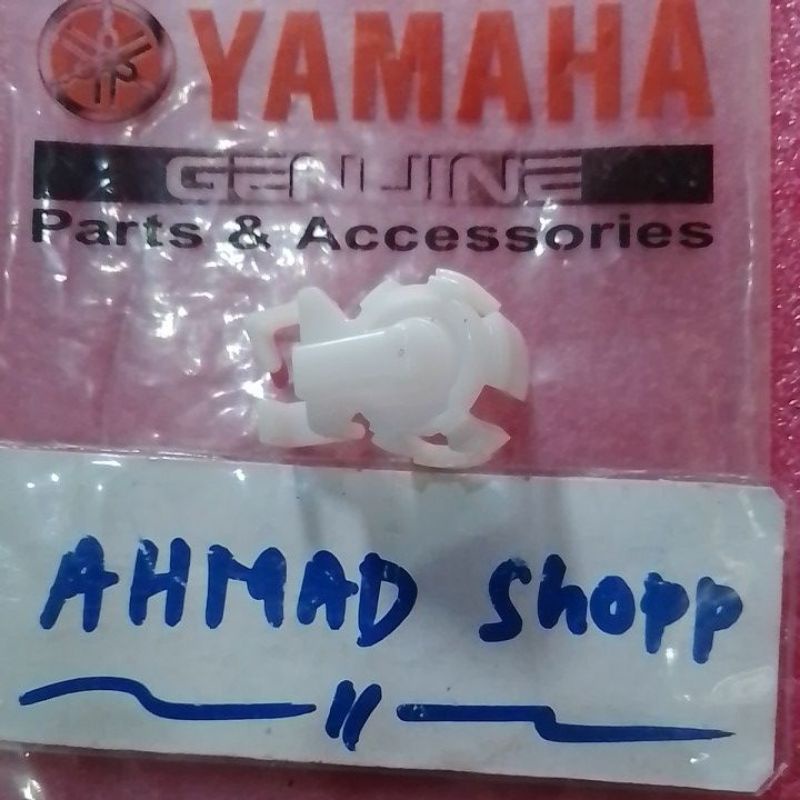 YAMAHA
GENUINE
Parts & Accessories
AHMAD Shopp